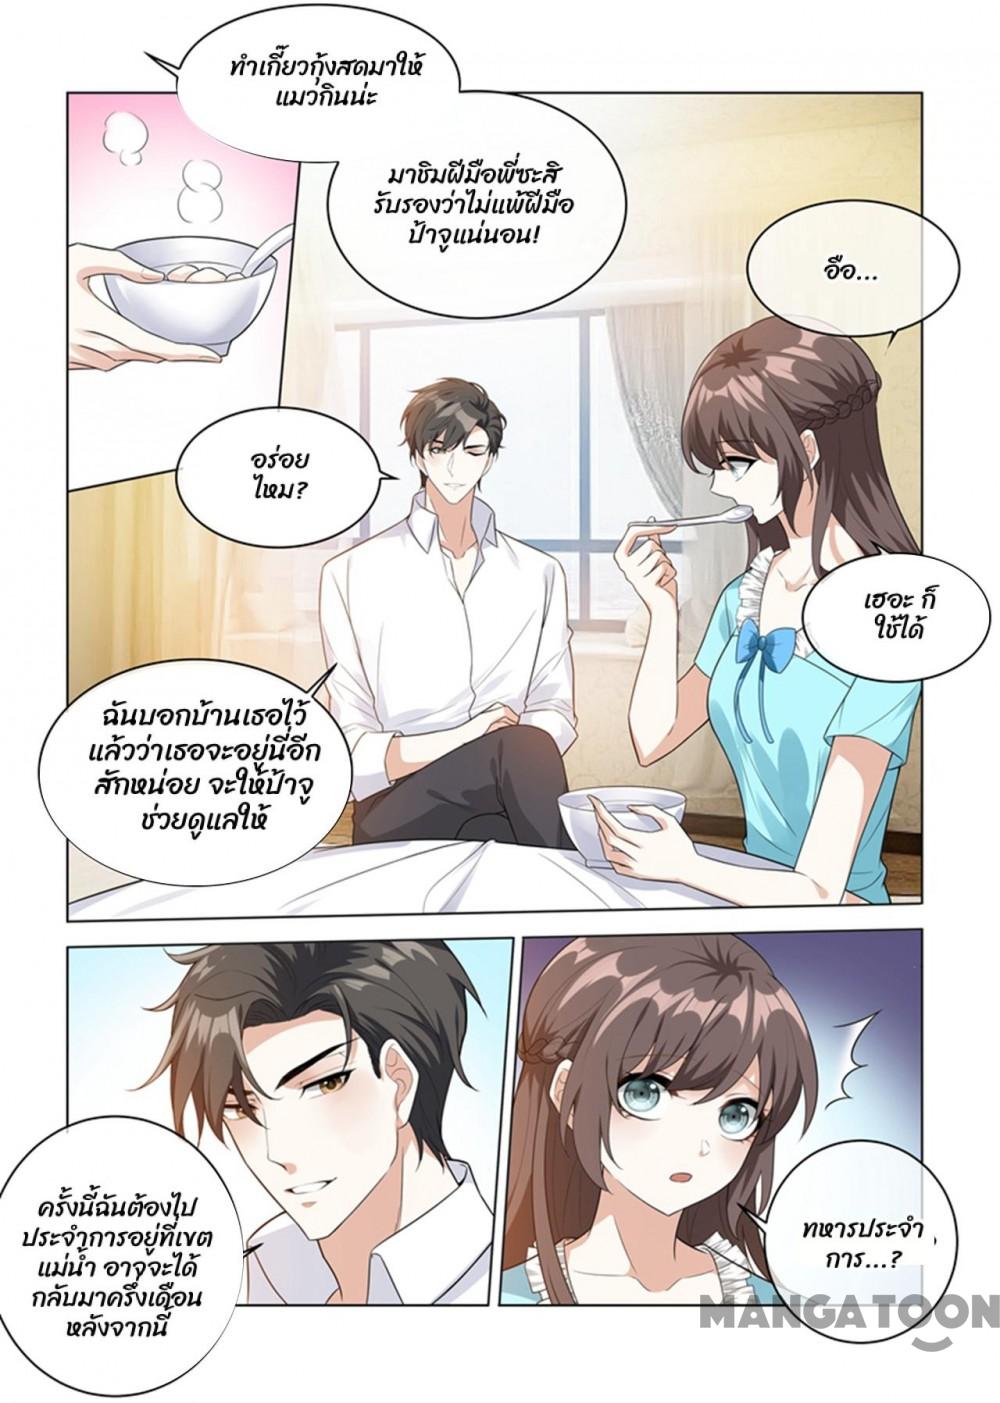 ทำเกี๊ยวกุ้งสดมาให้
แมวกินน่ะ
มาชิมฝีมือพี่ซะสิ
รับรองว่าไม่แพ้ฝีมือ
ป้าจูแน่นอน!
อือ...
อร่อย
ไหม?
เฮอะ ก็
ใช้ได้
ฉันบอกบ้านเธอไว้
แล้วว่าเธอจะอยู่นี่อีก
สักหน่อย จะให้ป้าจู
ช่วยดูแลให้
ครั้งนี้ฉันต้องไป
ประจำการอยู่ที่เขต
แม่น้ำ อาจจะได้
กลับมาครึ่งเดือน
หลังจากนี้
ทหารประจำ
การ...?
MANGATOON